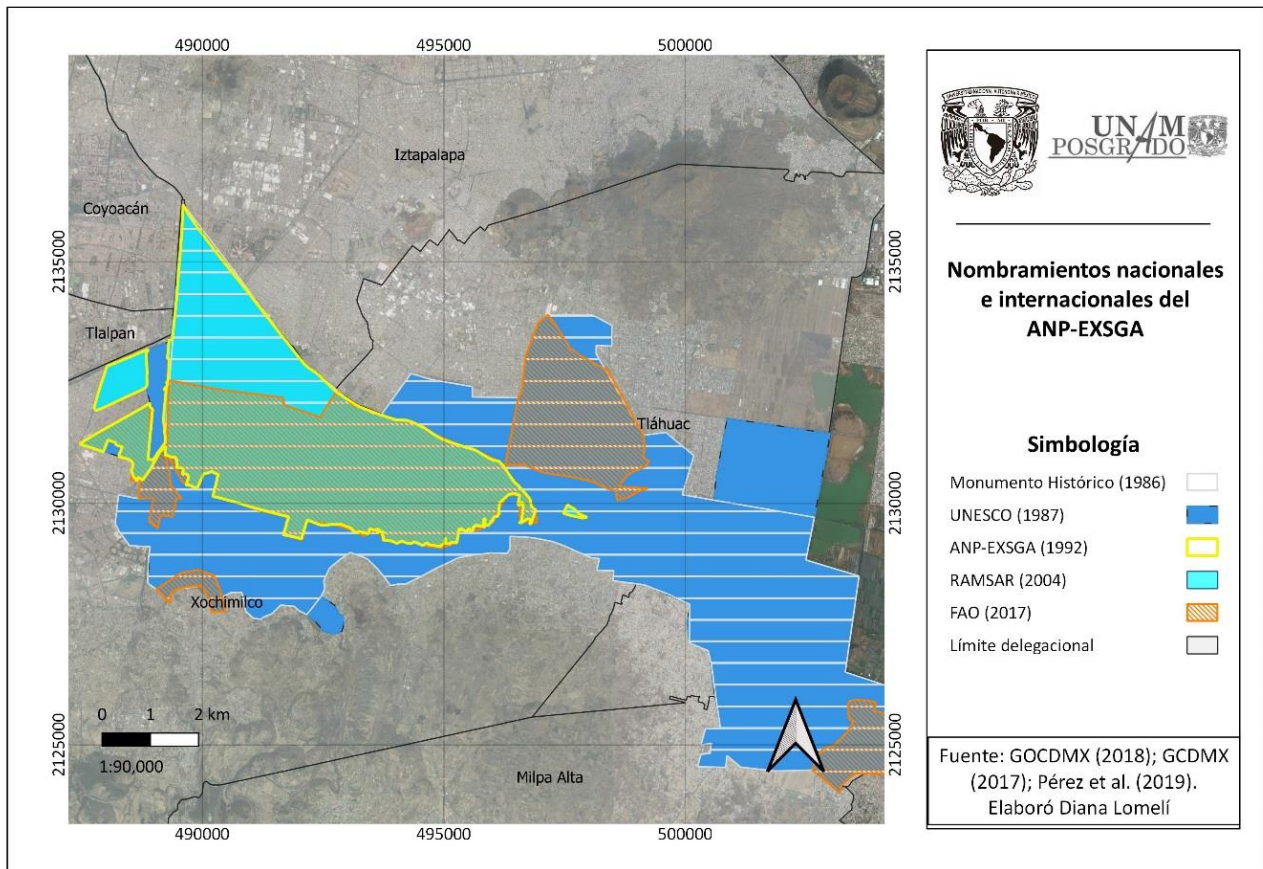 490000 495000 500000
Iztapalapa
Coyoacán
2135000 2135000
Tlalpan
Tláhuac
2130000 2130000
Xochimilco
0 1 2 km
1:90,000
2125000 2125000
Milpa Alta
490000 495000 500000
UNAM
POSGRADO
Nombramientos nacionales
e internacionales del
ANP-EXSGA
Simbología
Monumento Histórico (1986)
UNESCO (1987)
ANP-EXSGA (1992)
RAMSAR (2004)
FAO (2017)
Límite delegacional
Fuente: GOCDMX (2018); GCDMX
(2017); Pérez et al. (2019).
Elaboró Diana Lomelí